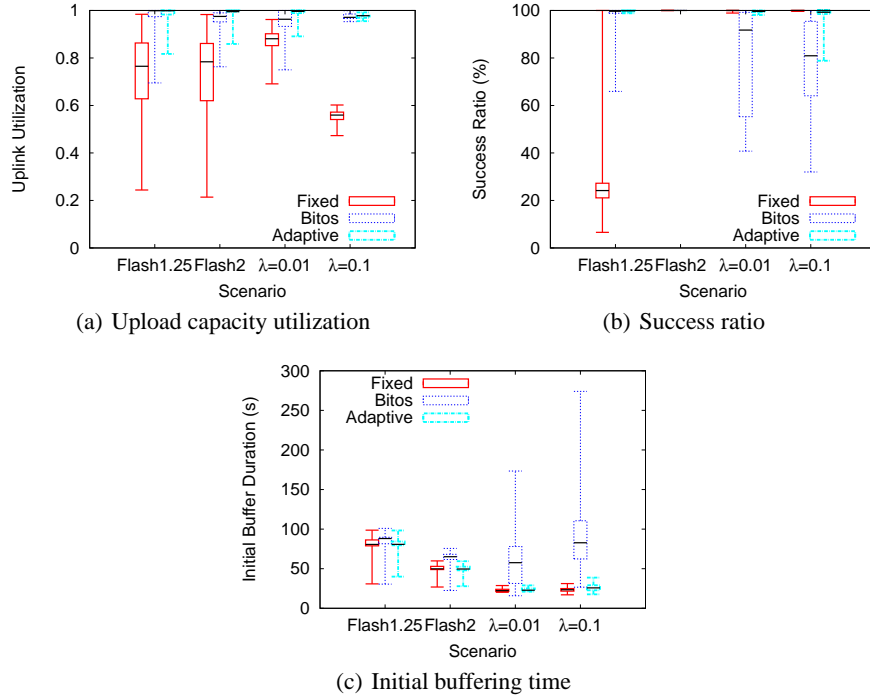 1
0.8
0.6
0.4
0.2
0
Uplink Utilization
Fixed
Bitos
Adaptive
Flash1.25 Flash2 λ=0.01 λ=0.1
Scenario
(a) Upload capacity utilization
100
80
60
40
20
0
Success Ratio (%)
Fixed
Bitos
Adaptive
Flash1.25 Flash2 λ=0.01 λ=0.1
Scenario
(b) Success ratio
300
250
200
150
100
50
0
Initial Buffer Duration (s)
Fixed
Bitos
Adaptive
Flash1.25 Flash2 λ=0.01 λ=0.1
Scenario
(c) Initial buffering time